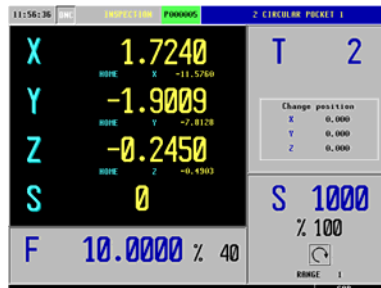 11:56:36 DNC INSPECTION P000005 2 CIRCULAR POCKET 1
X 1.7240
HOME X -11.5760
Y -1.9009
HOME Y -7.8128
Z -0.2450
HOME Z -0.4903
S 0
F 10.0000 % 40
T 2
Change position
X 0.000
Y 0.000
Z 0.000
S 1000
% 100
RANGE 1